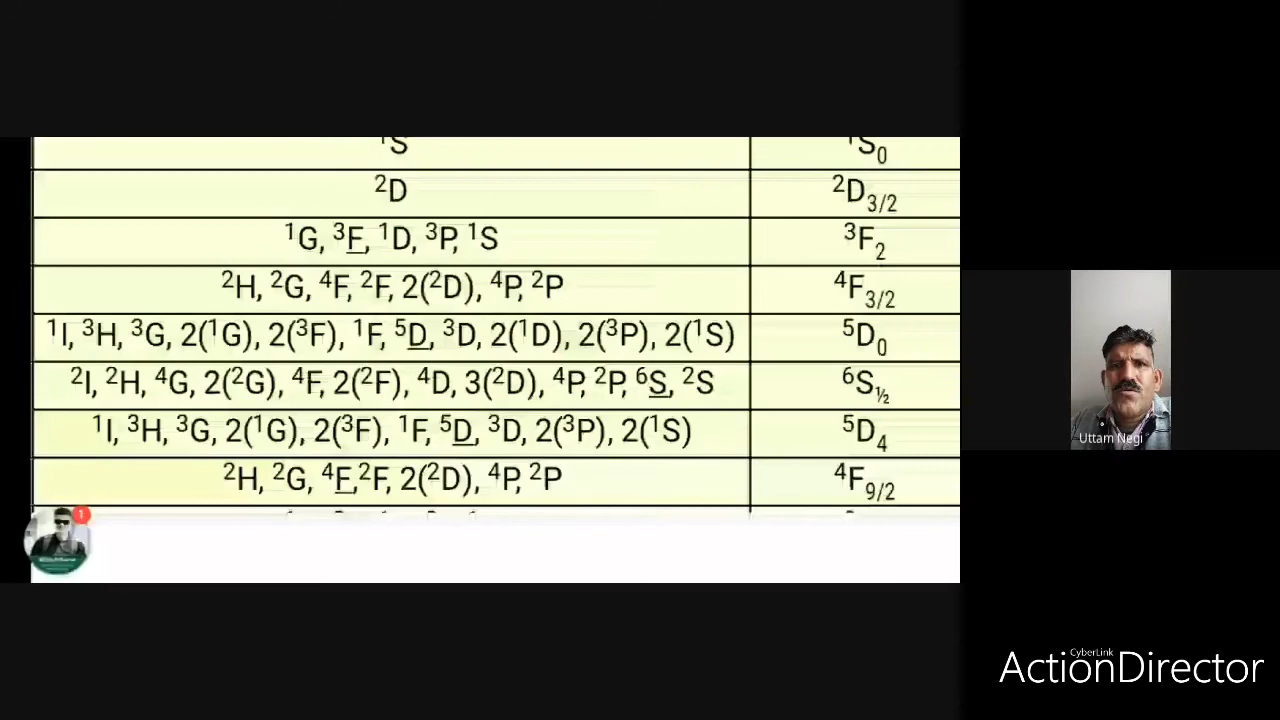 ¹S ¹S₀
²D ²D₃/₂
¹G, ³F, ¹D, ³P, ¹S ³F₂
²H, ²G, ⁴F, ²F, 2(²D), ⁴P, ²P ⁴F₃/₂
¹I, ³H, ³G, 2(¹G), 2(³F), ¹F, ⁵D, ³D, 2(¹D), 2(³P), 2(¹S) ⁵D₀
²I, ²H, ⁴G, 2(²G), ⁴F, 2(²F), ⁴D, 3(²D), ⁴P, ²P, ⁶S, ²S ⁶S½
¹I, ³H, ³G, 2(¹G), 2(³F), ¹F, ⁵D, ³D, 2(³P), 2(¹S) ⁵D₄
²H, ²G, ⁴F,²F, 2(²D), ⁴P, ²P ⁴F₉/₂
1
Uttam Negi
CyberLink
ActionDirector